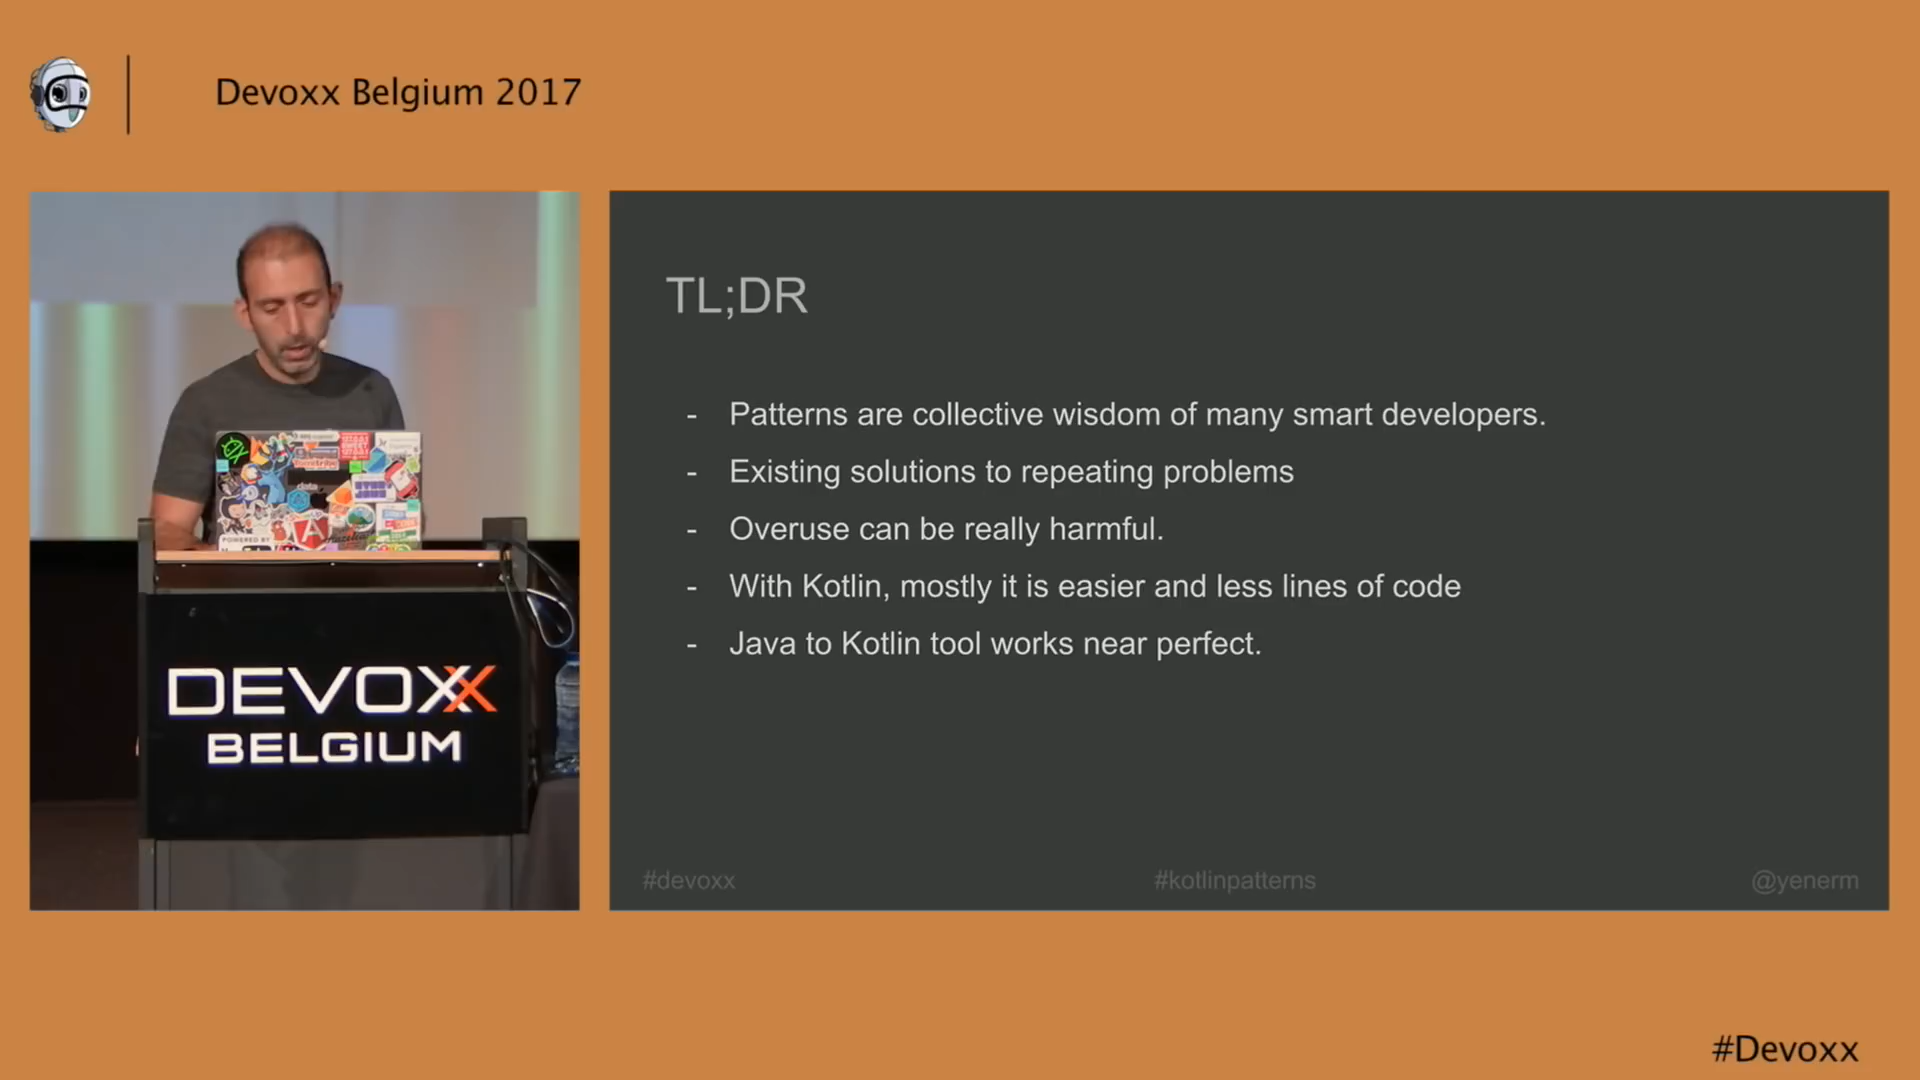 Devoxx Belgium 2017
TL;DR
- Patterns are collective wisdom of many smart developers.
- Existing solutions to repeating problems
- Overuse can be really harmful.
- With Kotlin, mostly it is easier and less lines of code
- Java to Kotlin tool works near perfect.
#devoxx
#kotlinpatterns
@yenerm
POWERED BY
DEVOXX
BELGIUM
#Devoxx